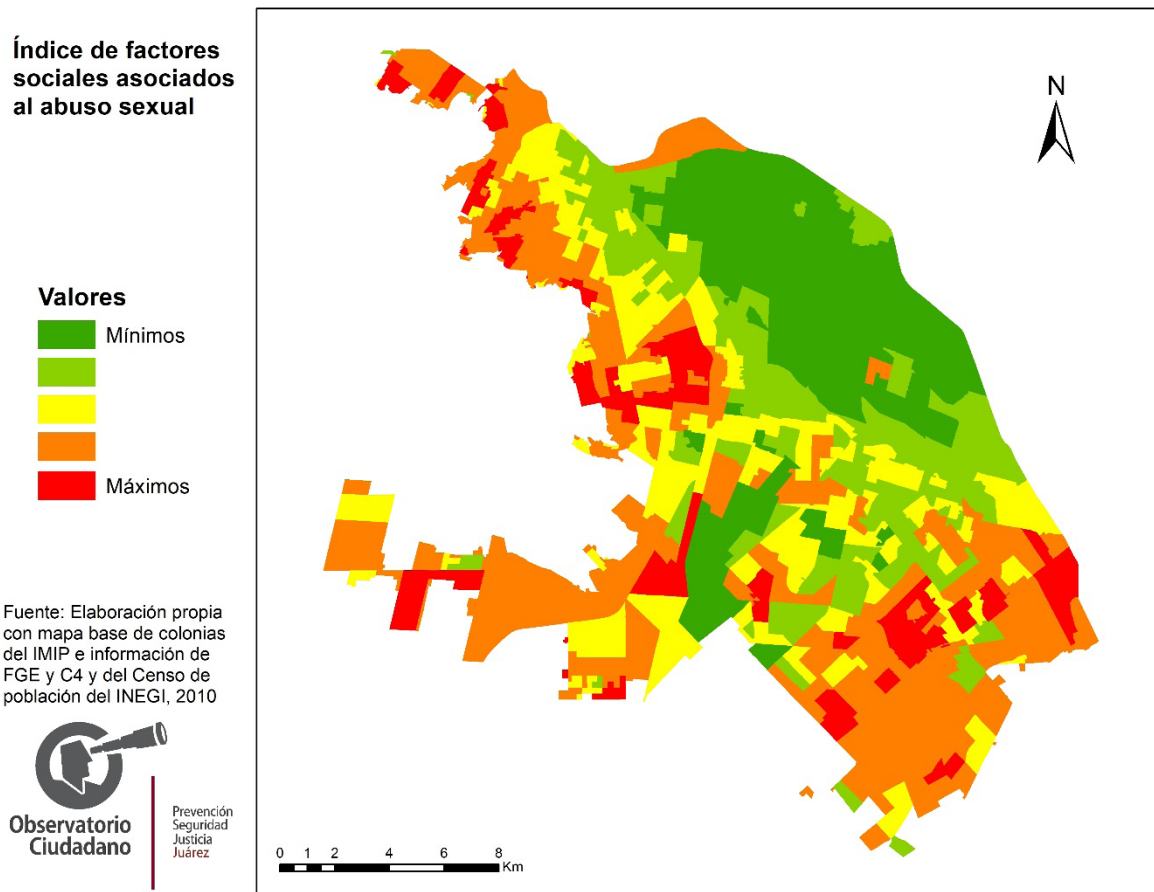 Índice de factores
sociales asociados
al abuso sexual
N
Valores
Mínimos
Máximos
Fuente: Elaboración propia
con mapa base de colonias
del IMIP e información de
FGE y C4 y del Censo de
población del INEGI, 2010
Observatorio
Ciudadano
Prevención
Seguridad
Justicia
Juárez
0 1 2 4 6 8
Km